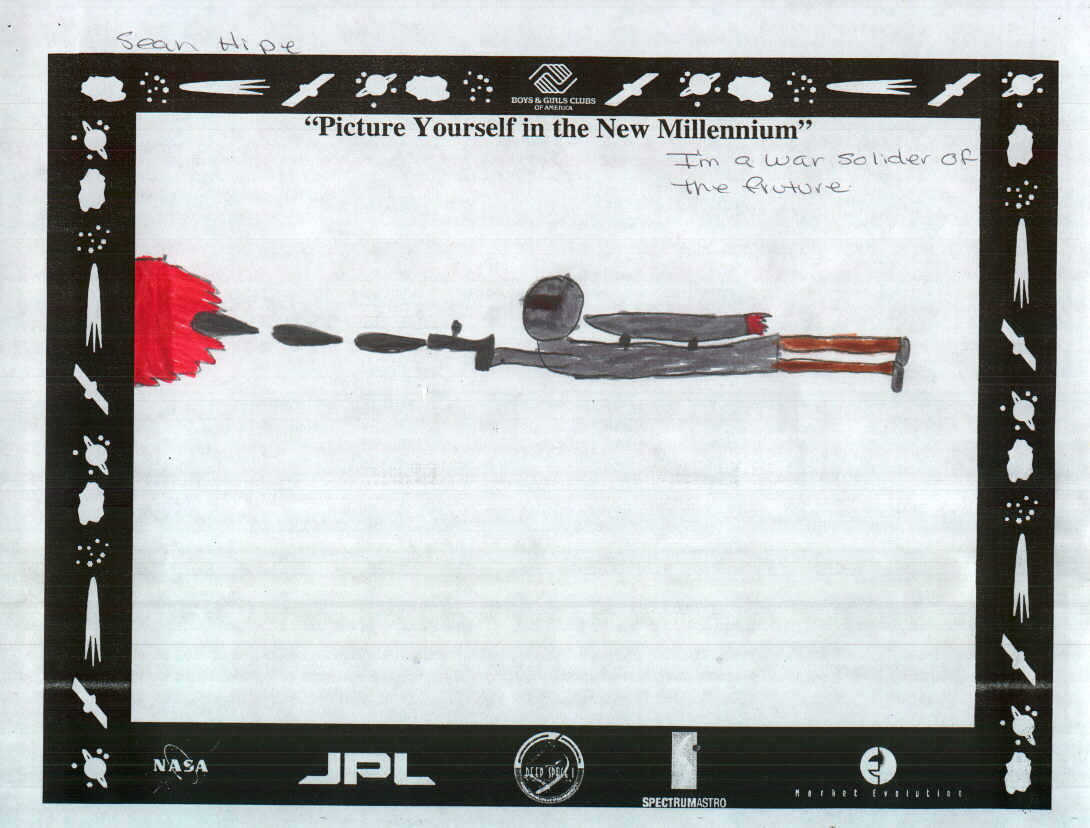 Sean Hipe
BOYS & GIRLS CLUBS
OF AMERICA
“Picture Yourself in the New Millennium”
I'm a war solider of
the fruture.
NASA
JPL
DEEP SPACE 1
SPECTRUMASTRO
Market Evolution